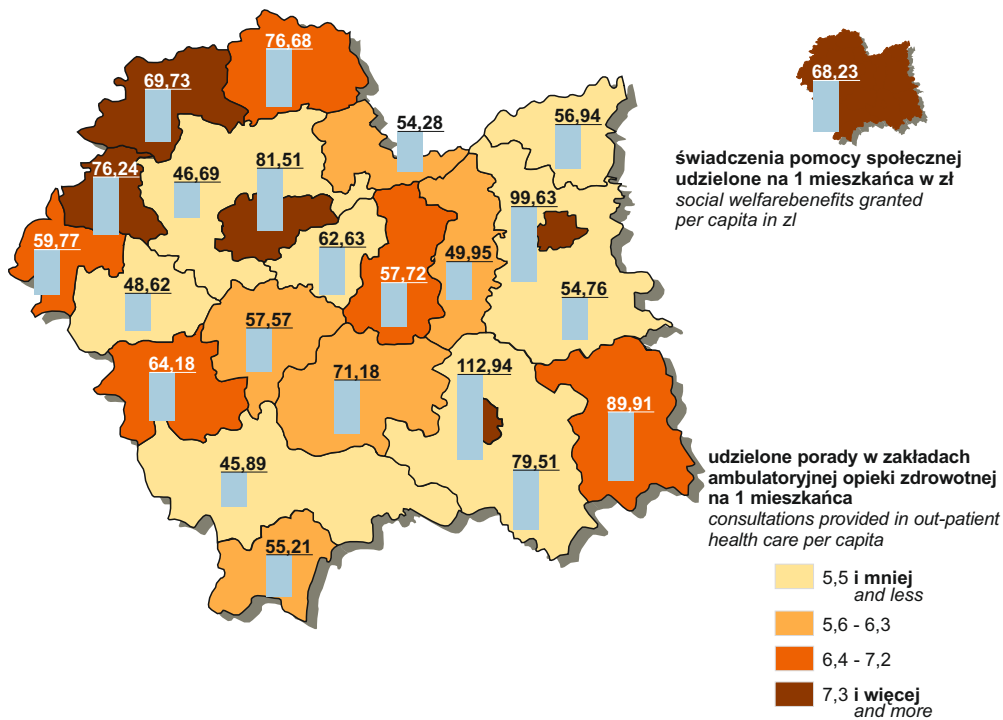 76,68
69,73
68,23
54,28
56,94
świadczenia pomocy społecznej
udzielone na 1 mieszkańca w zł
social welfarebenefits granted
per capita in zl
76,24
46,69
81,51
99,63
59,77
62,63
49,95
57,72
48,62
54,76
57,57
64,18
71,18
112,94
89,91
45,89
79,51
udzielone porady w zakładach
ambulatoryjnej opieki zdrowotnej
na 1 mieszkańca
consultations provided in out-patient
health care per capita
55,21
5,5 i mniej
and less
5,6 - 6,3
6,4 - 7,2
7,3 i więcej
and more